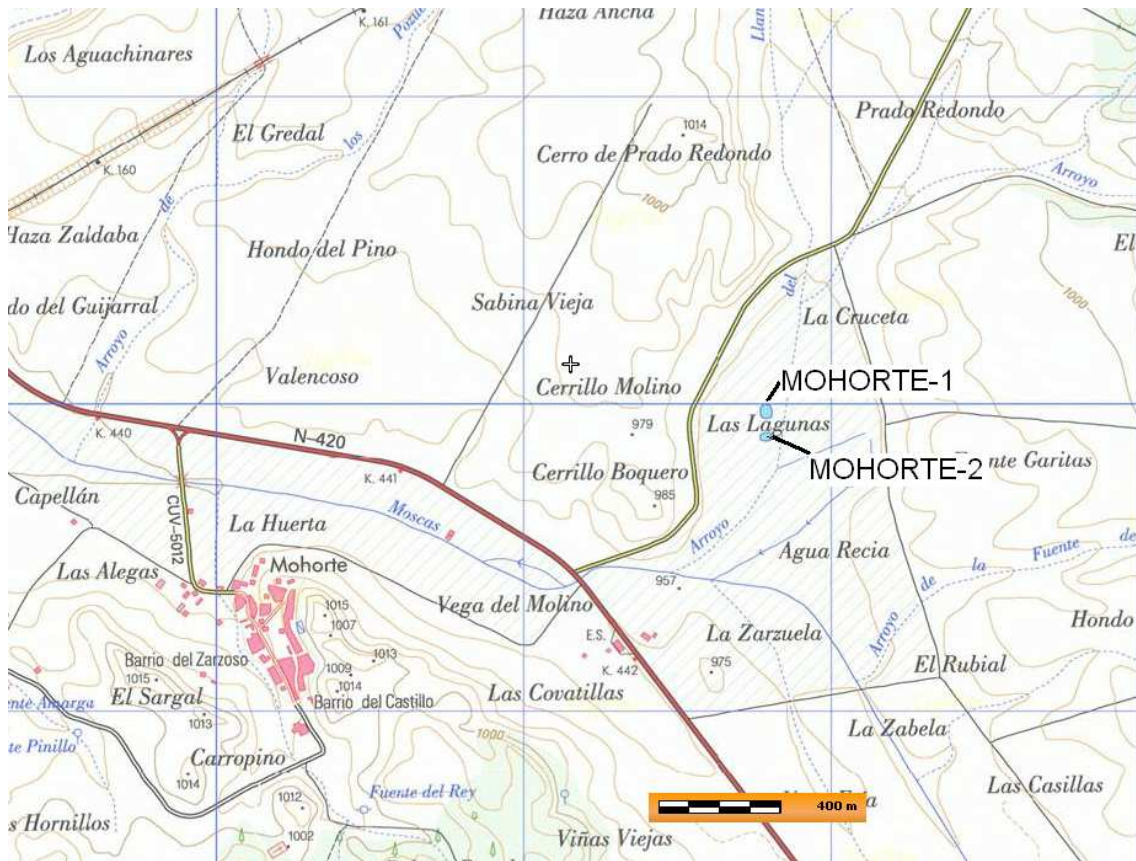 K. 161
Haza Ancha
Los Aguachinares
El Gredal
los
1014
Prado Redondo
Cerro de Prado Redondo
K. 160
de
1000
Arroyo
Haza Zaldaba
Hondo del Pino
El
do del Guijarral
Sabina Vieja
del
La Cruceta
1000
Arroyo
Valencoso
Cerrillo Molino
MOHORTE-1
979
Las Lagunas
K. 440
N-420
K. 441
Cerrillo Boquero
MOHORTE-2
Garitas
985
Capellán
CUV-5012
La Huerta
Moscas
Arroyo
Agua Recia
Arroyo de la Fuente de
Las Alegas
Mohorte
957
1015
1007
Vega del Molino
E.S.
La Zarzuela
Hondo
Barrio del Zarzoso
1009
1013
K. 442
975
El Rubial
1015
El Sargal
1014
Barrio del Castillo
Las Covatillas
1013
Amarga
La Zabela
Pinillo
Carropino
1000
1014
Fuente del Rey
1012
400 m
Las Casillas
s Hornillos
1002
Viñas Viejas